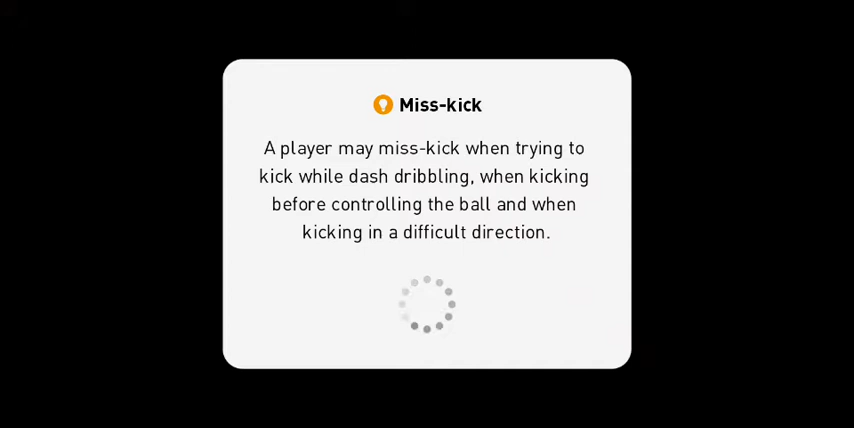 Miss-kick
A player may miss-kick when trying to
kick while dash dribbling, when kicking
before controlling the ball and when
kicking in a difficult direction.